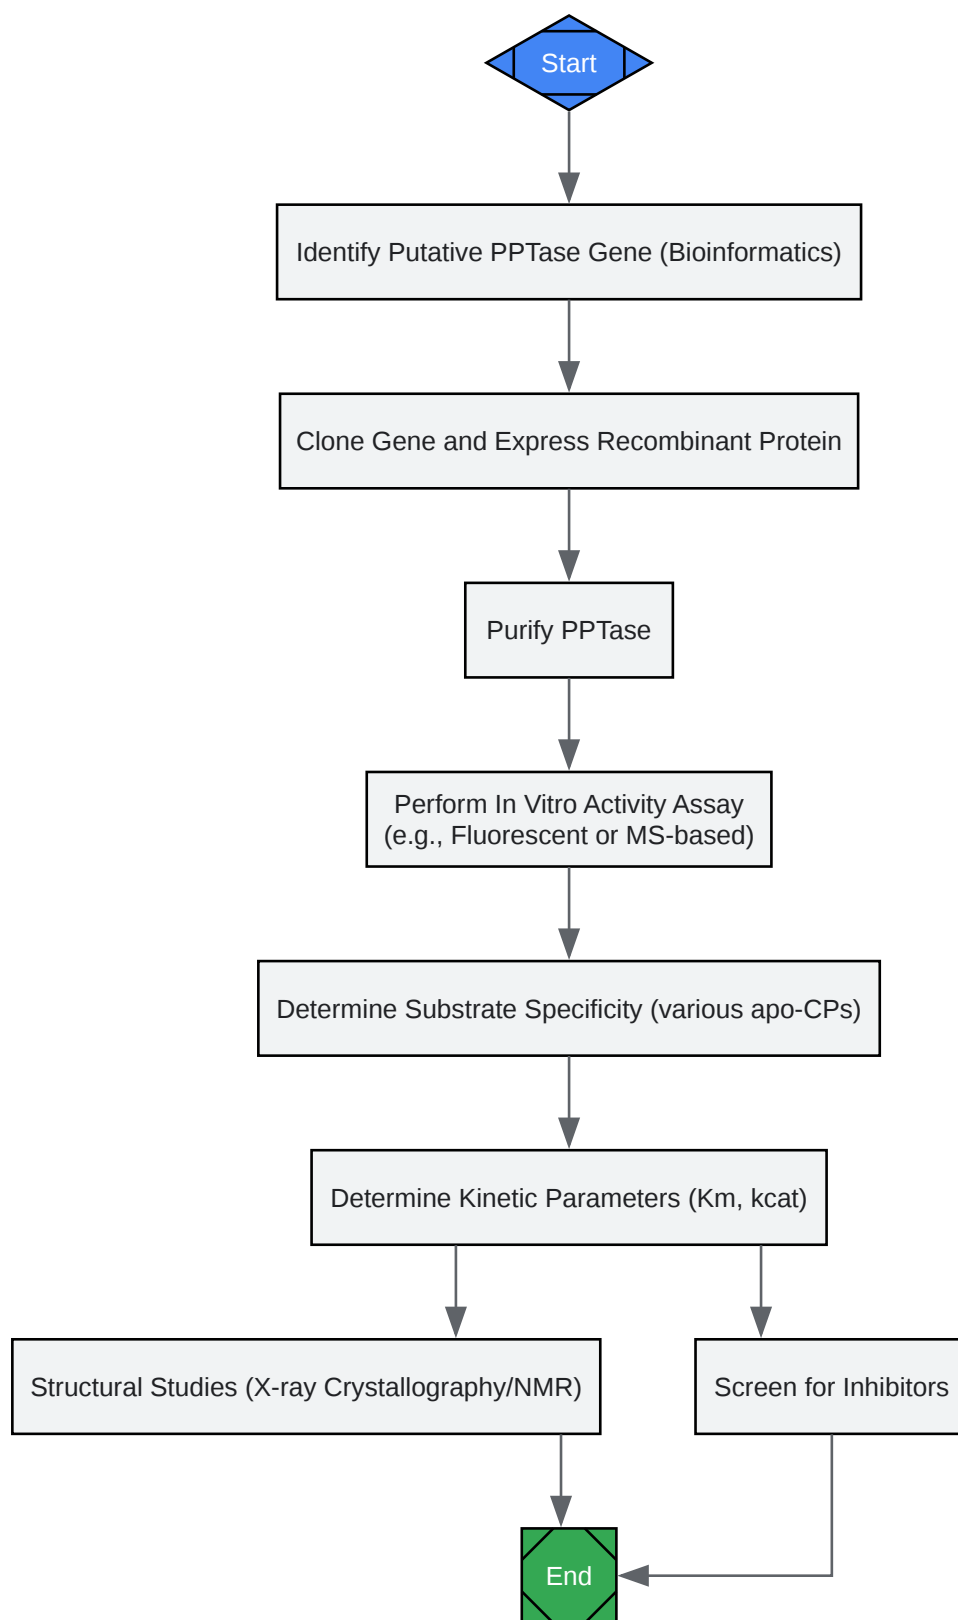 Start
Identify Putative PPTase Gene (Bioinformatics)
Clone Gene and Express Recombinant Protein
Purify PPTase
Perform In Vitro Activity Assay
(e.g., Fluorescent or MS-based)
Determine Substrate Specificity (various apo-CPs)
Determine Kinetic Parameters (Km, kcat)
Structural Studies (X-ray Crystallography/NMR)
Screen for Inhibitors
End